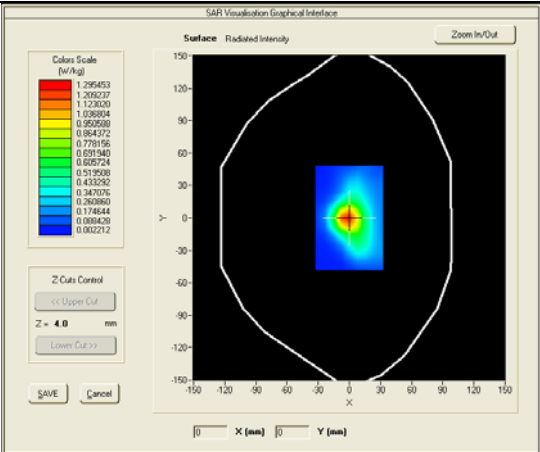 SAR Visualisation Graphical Interface
Surface Radiated Intensity
Zoom In/Out
Colors Scale
(W/kg)
1.295453
1.209237
1.123020
1.036804
0.950588
0.864372
0.778156
0.691940
0.605724
0.519508
0.433292
0.347076
0.260860
0.174644
0.088428
0.002212
150
120
90
60
30
0
-30
-60
-90
-120
-150
Y
-150 -120 -90 -60 -30 0 30 60 90 120 150
X
Z-Cuts Control
<< Upper Cut
Z = 4.0 mm
Lower Cut >>
SAVE Cancel
0 X (mm) 0 Y (mm)